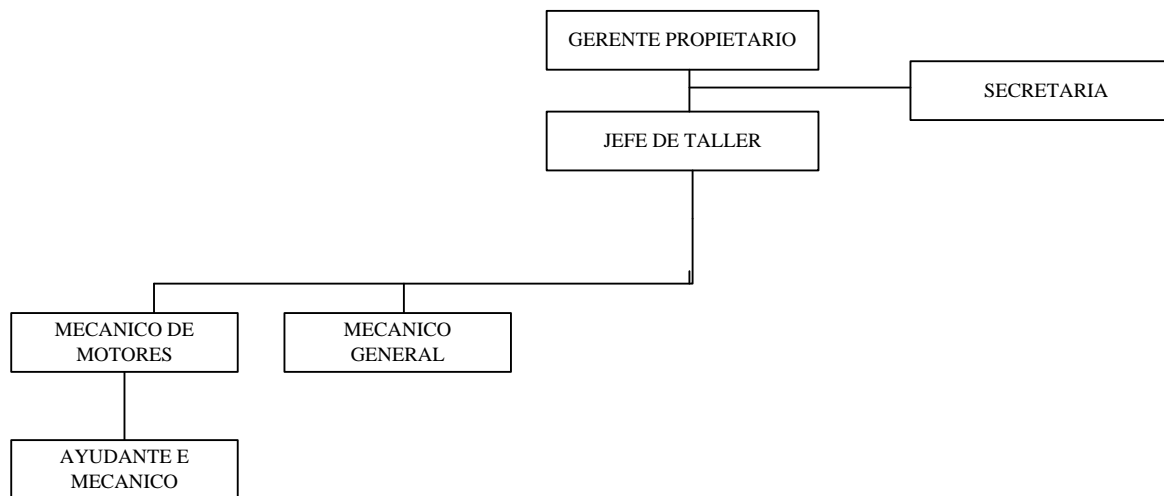 GERENTE PROPIETARIO
SECRETARIA
JEFE DE TALLER
MECANICO DE
MOTORES
MECANICO
GENERAL
AYUDANTE E
MECANICO